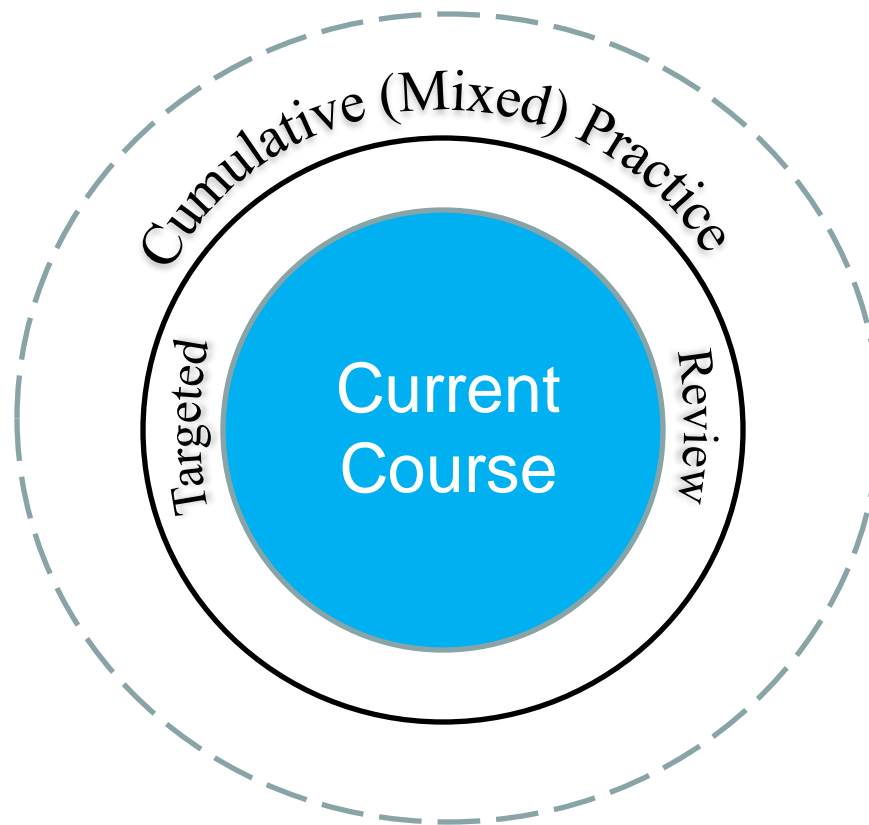 Cumulative (Mixed) Practice
Targeted
Review
Current
Course